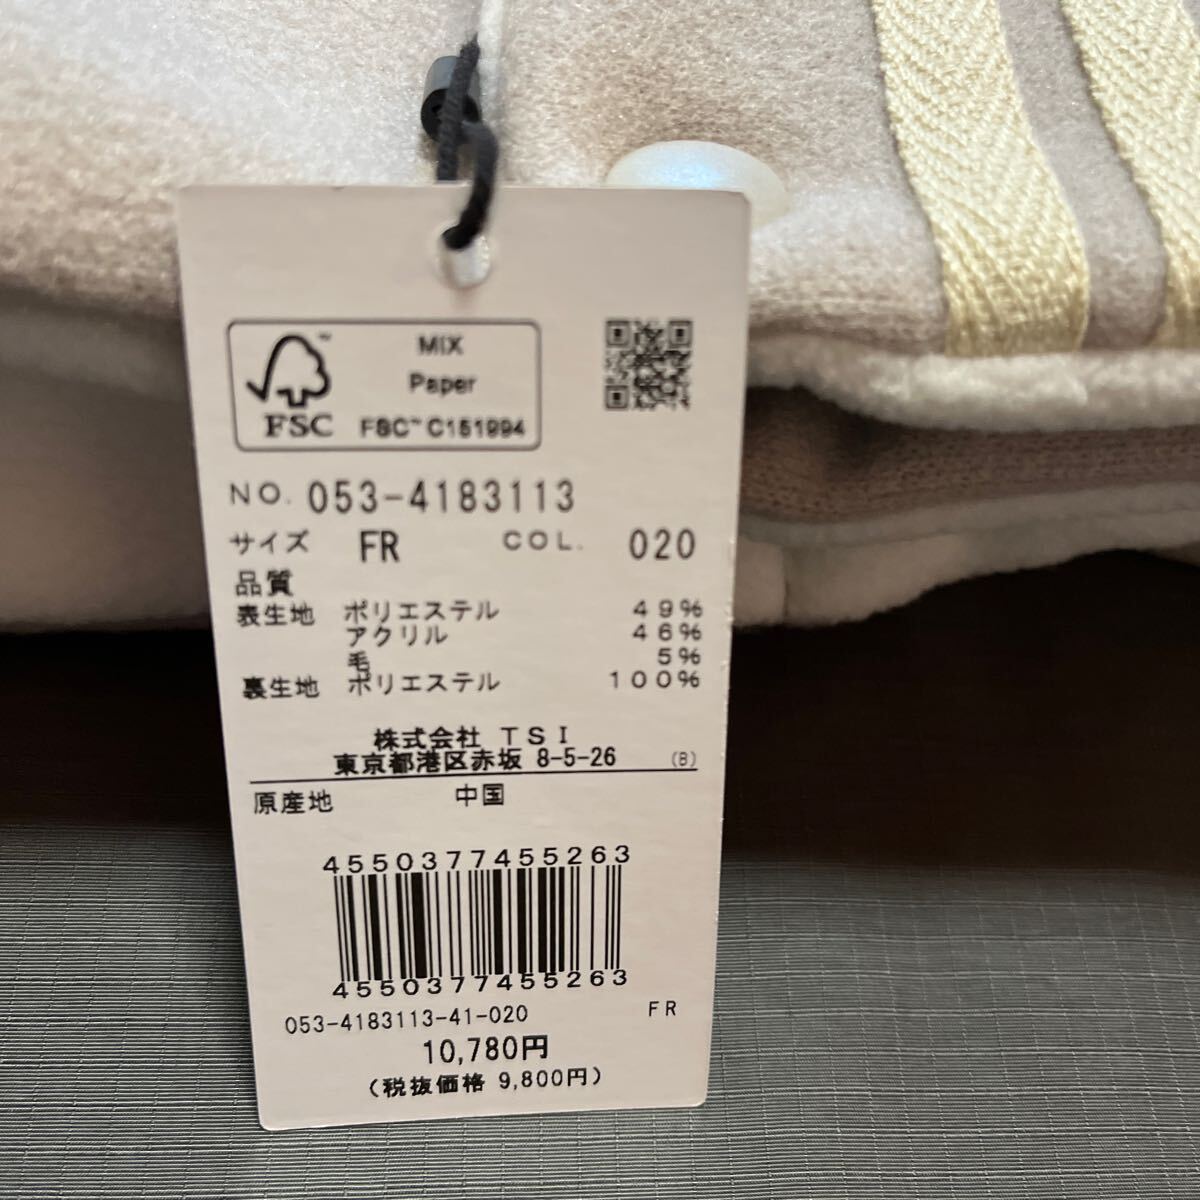 MIX
Paper
FSC™
FSC™ C151994
NO. 053-4183113
サイズ FR COL. 020
品質
表生地 ポリエステル 49%
アクリル 46%
毛 5%
裏生地 ポリエステル 100%
株式会社 TSI
東京都港区赤坂 8-5-26 (B)
原産地 中国
4550377455263
4550377455263
053-4183113-41-020 FR
10,780円
(税抜価格 9,800円)